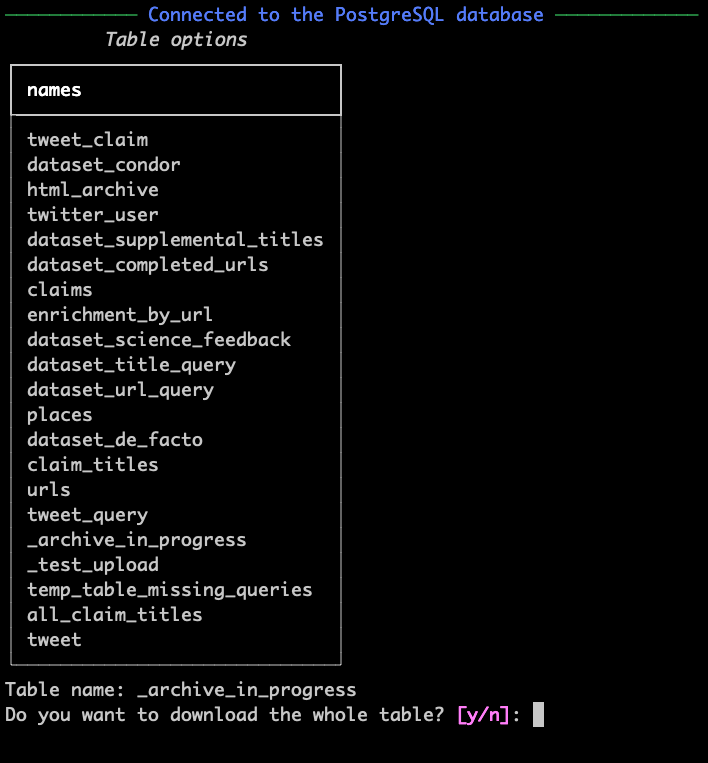 Connected to the PostgreSQL database
Table options
names
tweet_claim
dataset_condor
html_archive
twitter_user
dataset_supplemental_titles
dataset_completed_urls
claims
enrichment_by_url
dataset_science_feedback
dataset_title_query
dataset_url_query
places
dataset_de_facto
claim_titles
urls
tweet_query
_archive_in_progress
_test_upload
temp_table_missing_queries
all_claim_titles
tweet
Table name: _archive_in_progress
Do you want to download the whole table? [y/n]: